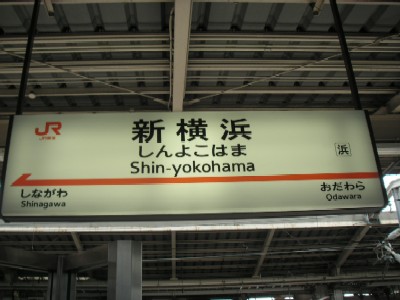 JR
新横浜
しんよこはま
Shin-yokohama
浜
しながわ
Shinagawa
おだわら
Odawara